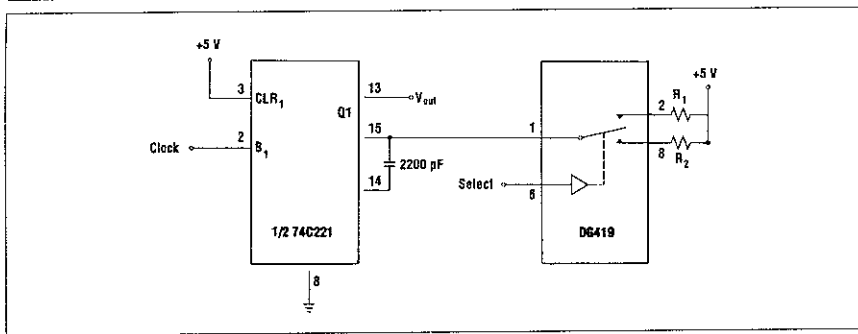 +5 V
3
CLR1
13
Vout
Q1
2
Clock
B1
15
14
2200 pF
1/2 74C221
8
1
Select
6
DG419
+5 V
2
R1
8
R2